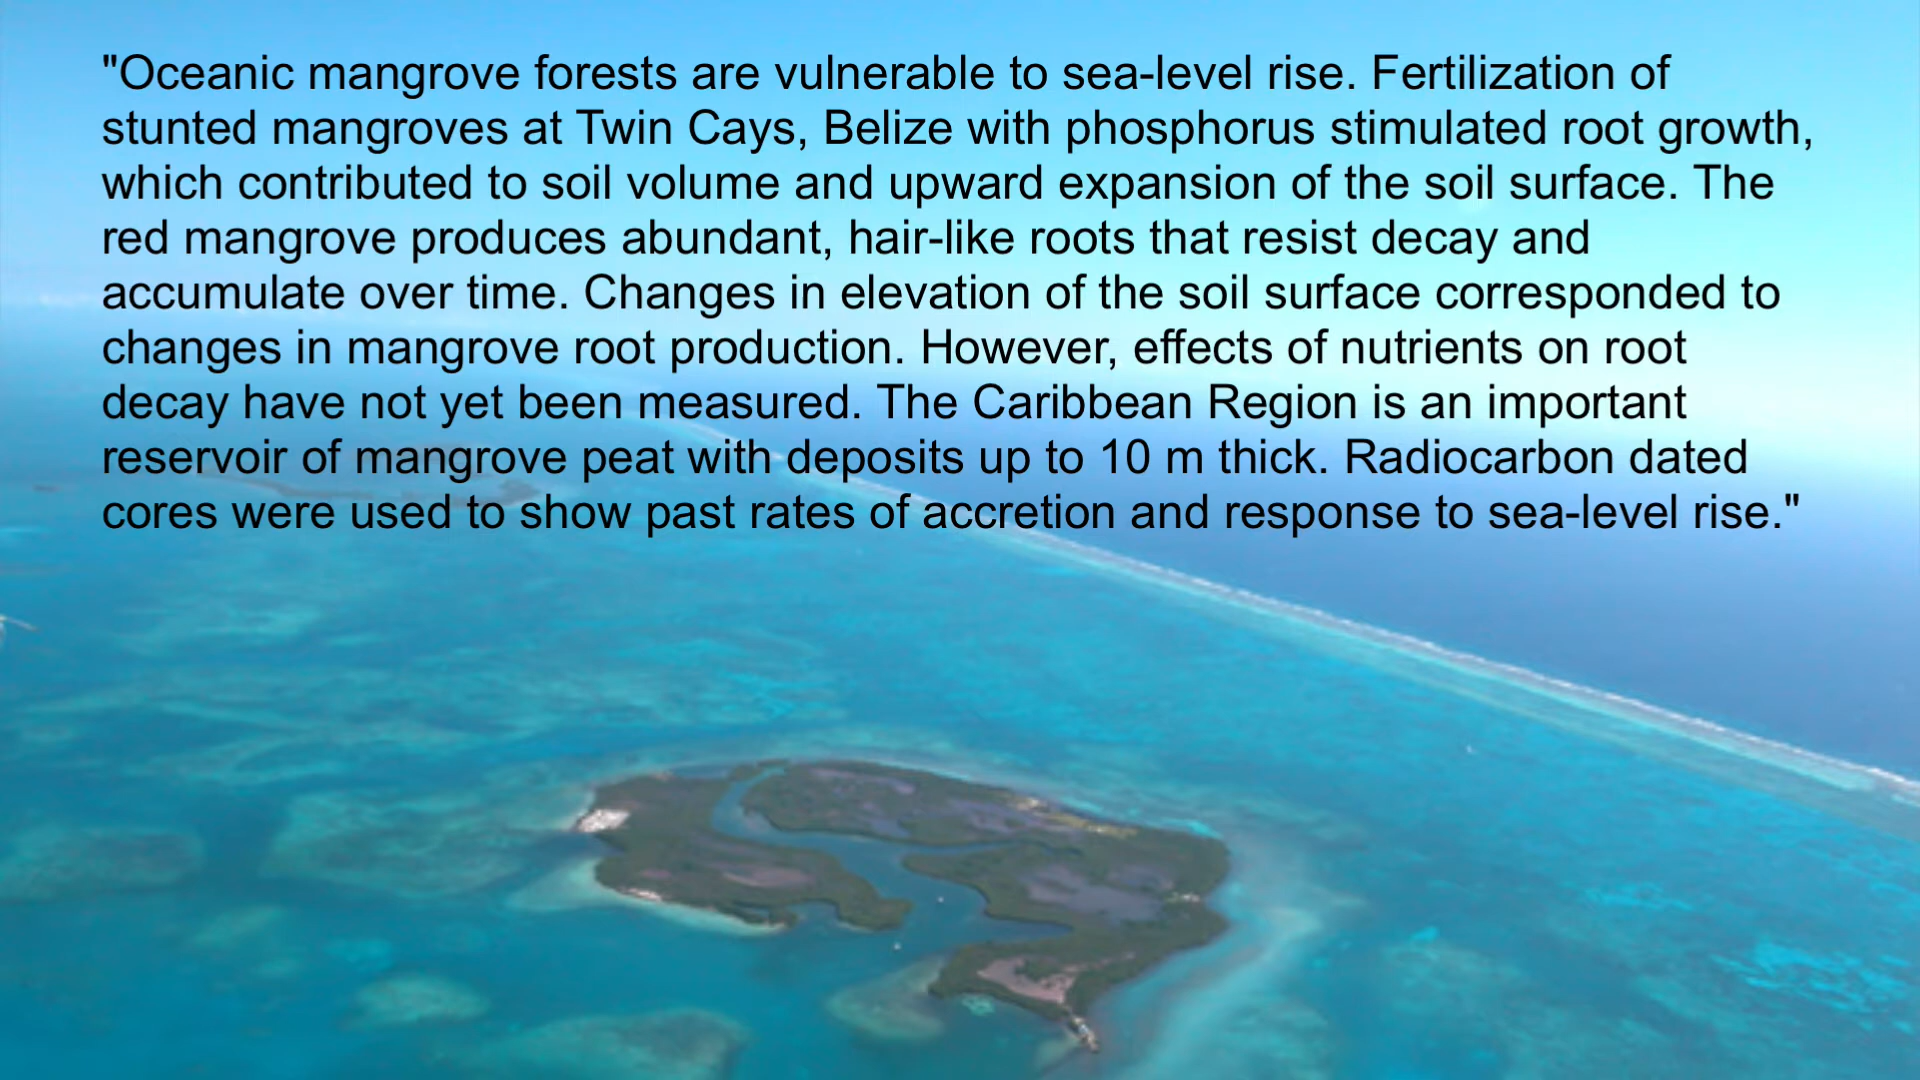 "Oceanic mangrove forests are vulnerable to sea-level rise. Fertilization of
stunted mangroves at Twin Cays, Belize with phosphorus stimulated root growth,
which contributed to soil volume and upward expansion of the soil surface. The
red mangrove produces abundant, hair-like roots that resist decay and
accumulate over time. Changes in elevation of the soil surface corresponded to
changes in mangrove root production. However, effects of nutrients on root
decay have not yet been measured. The Caribbean Region is an important
reservoir of mangrove peat with deposits up to 10 m thick. Radiocarbon dated
cores were used to show past rates of accretion and response to sea-level rise."